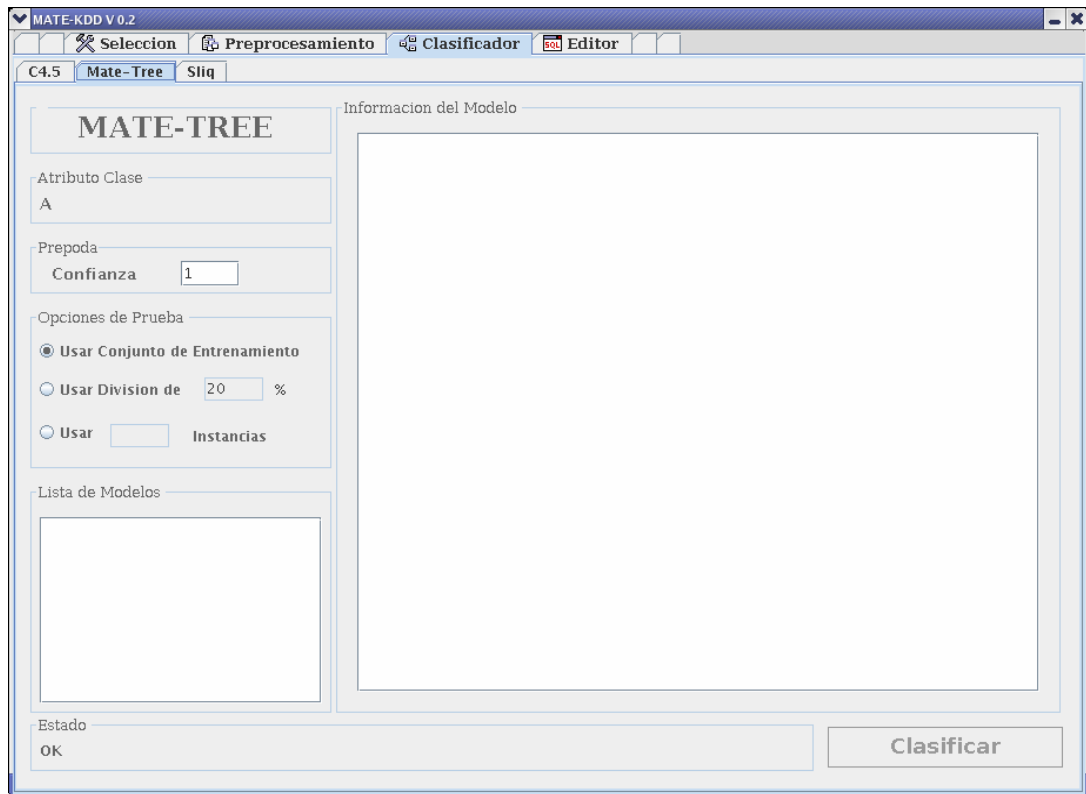 MATE-KDD V 0.2
Seleccion Preprocesamiento Clasificador SQL Editor
C4.5 Mate-Tree Sliq
MATE-TREE
Atributo Clase
A
Prepoda
Confianza 1
Opciones de Prueba
Usar Conjunto de Entrenamiento
Usar Division de 20 %
Usar Instancias
Lista de Modelos
Informacion del Modelo
Estado
OK
Clasificar